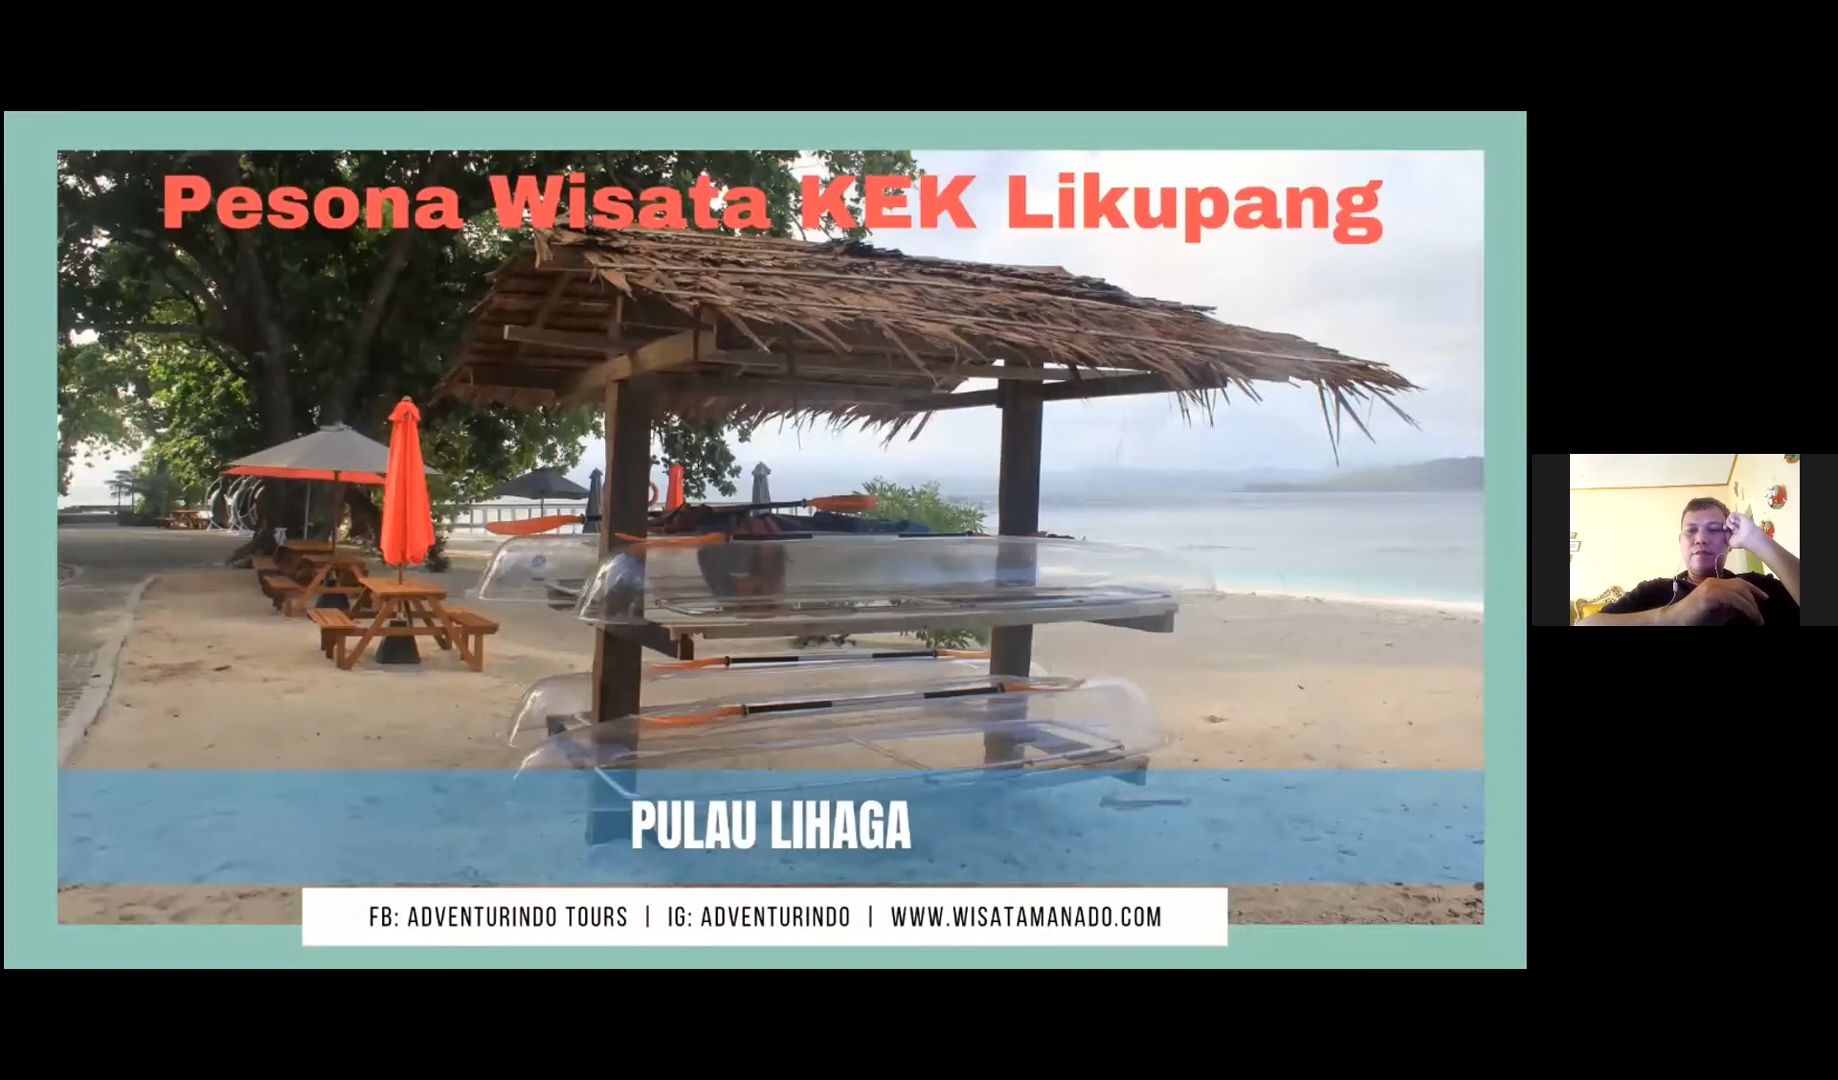 Pesona Wisata KEK Likupang
PULAU LIHAGA
FB: ADVENTURINDO TOURS | IG: ADVENTURINDO | WWW.WISATAMANADO.COM